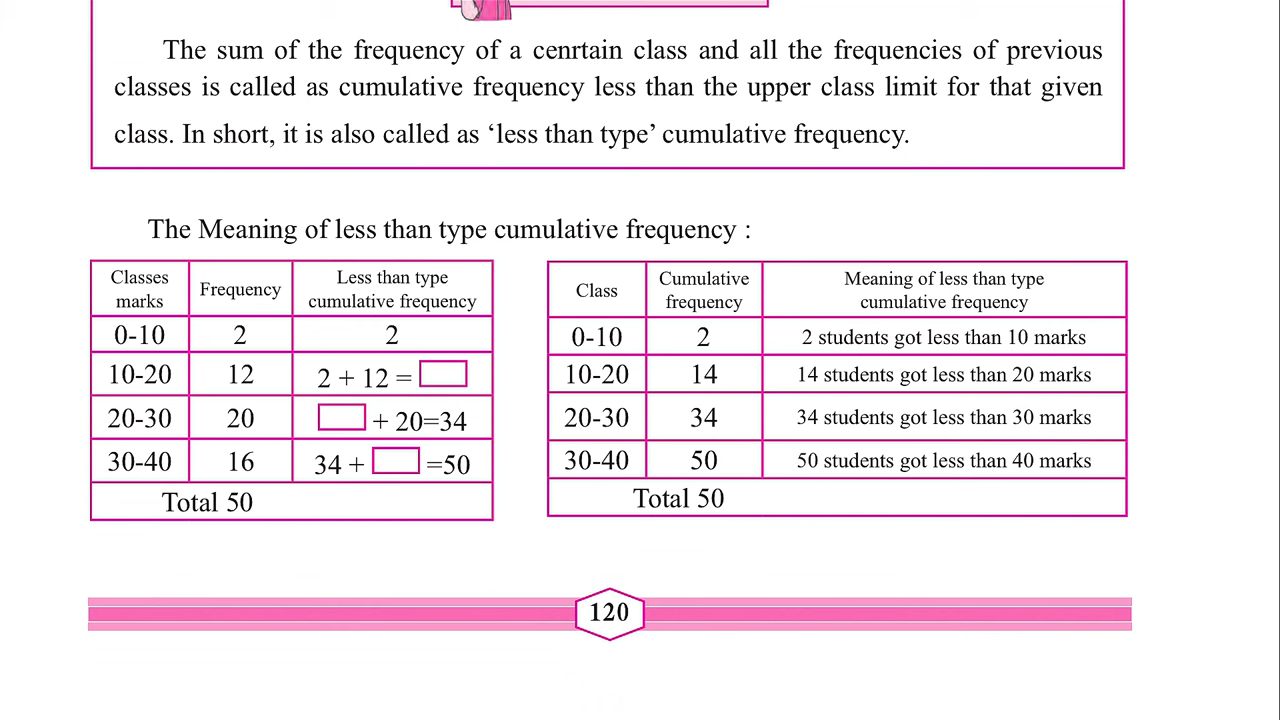 The sum of the frequency of a cenrtain class and all the frequencies of previous
classes is called as cumulative frequency less than the upper class limit for that given
class. In short, it is also called as ‘less than type’ cumulative frequency.
The Meaning of less than type cumulative frequency :
Classes marks Frequency Less than type cumulative frequency
0-10 2 2
10-20 12 2 + 12 =
20-30 20 + 20=34
30-40 16 34 + =50
Total 50
Class Cumulative frequency Meaning of less than type cumulative frequency
0-10 2 2 students got less than 10 marks
10-20 14 14 students got less than 20 marks
20-30 34 34 students got less than 30 marks
30-40 50 50 students got less than 40 marks
Total 50
120